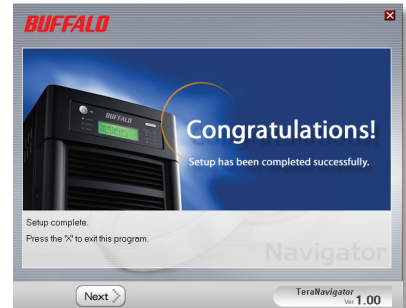 BUFFALO
BUFFALO
Congratulations!
Setup has been completed successfully.
Setup complete.
Press the "X" to exit this program.
Navigator
Next
TeraNavigator
Ver 1.00